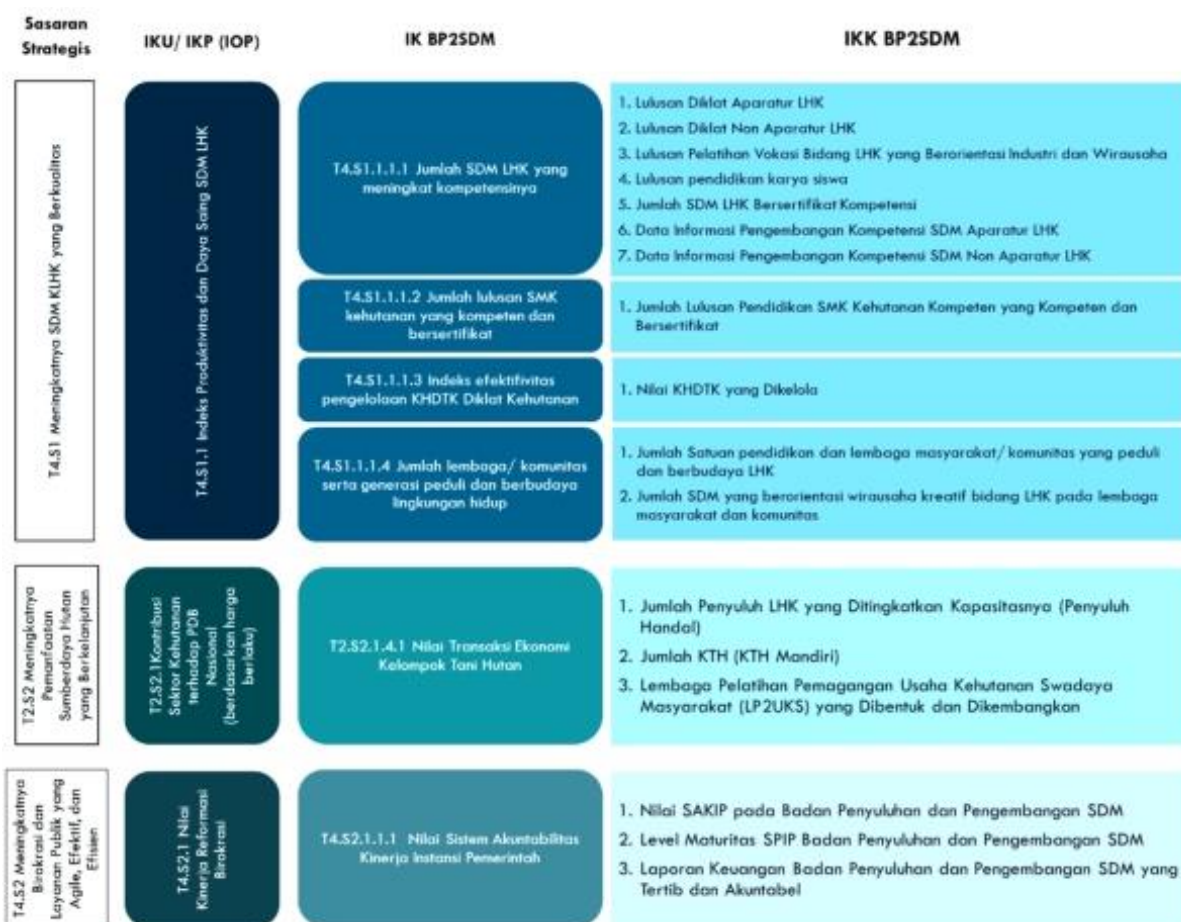 Sasaran
Strategis
IKU/ IKP (IOP)
IK BP2SDM
IKK BP2SDM
T4.S1 Meningkatnya SDM KLHK yang Berkualitas
T4.S1.1 Indeks Produktivitas dan Daya Saing SDM LHK
T4.S1.1.1.1 Jumlah SDM LHK yang
meningkat kompetensinya
1. Lulusan Diklat Aparatur LHK
2. Lulusan Diklat Non Aparatur LHK
3. Lulusan Pelatihan Vokasi Bidang LHK yang Berorientasi Industri dan Wirausaha
4. Lulusan pendidikan karya siswa
5. Jumlah SDM LHK Bersertifikat Kompetensi
6. Data Informasi Pengembangan Kompetensi SDM Aparatur LHK
7. Data Informasi Pengembangan Kompetensi SDM Non Aparatur LHK
T4.S1.1.1.2 Jumlah lulusan SMK
kehutanan yang kompeten dan
bersertifikat
1. Jumlah Lulusan Pendidikan SMK Kehutanan Kompeten yang Kompeten dan
Bersertifikat
T4.S1.1.1.3 Indeks efektifivitas
pengelolaan KHDTK Diklat Kehutanan
1. Nilai KHDTK yang Dikelola
T4.S1.1.1.4 Jumlah lembaga/ komunitas
serta generasi peduli dan berbudaya
lingkungan hidup
1. Jumlah Satuan pendidikan dan lembaga masyarakat/ komunitas yang peduli
dan berbudaya LHK
2. Jumlah SDM yang berorientasi wirausaha kreatif bidang LHK pada lembaga
masyarakat dan komunitas
T2.S2 Meningkatnya
Pemanfaatan
Sumberdaya Hutan
yang Berkelanjutan
T2.S2.1Kontribusi
Sektor Kehutanan
terhadap PDB
Nasional
(berdasarkan harga
berlaku)
T2.S2.1.4.1 Nilai Transaksi Ekonomi
Kelompok Tani Hutan
1. Jumlah Penyuluh LHK yang Ditingkatkan Kapasitasnya (Penyuluh
Handal)
2. Jumlah KTH (KTH Mandiri)
3. Lembaga Pelatihan Pemagangan Usaha Kehutanan Swadaya
Masyarakat (LP2UKS) yang Dibentuk dan Dikembangkan
T4.S2 Meningkatnya
Birokrasi dan
Layanan Publik yang
Agile, Efektif, dan
Efisien
T4.S2.1 Nilai
Kinerja Reformasi
Birokrasi
T4.S2.1.1.1 Nilai Sistem Akuntabilitas
Kinerja Instansi Pemerintah
1. Nilai SAKIP pada Badan Penyuluhan dan Pengembangan SDM
2. Level Maturitas SPIP Badan Penyuluhan dan Pengembangan SDM
3. Laporan Keuangan Badan Penyuluhan dan Pengembangan SDM yang
Tertib dan Akuntabel